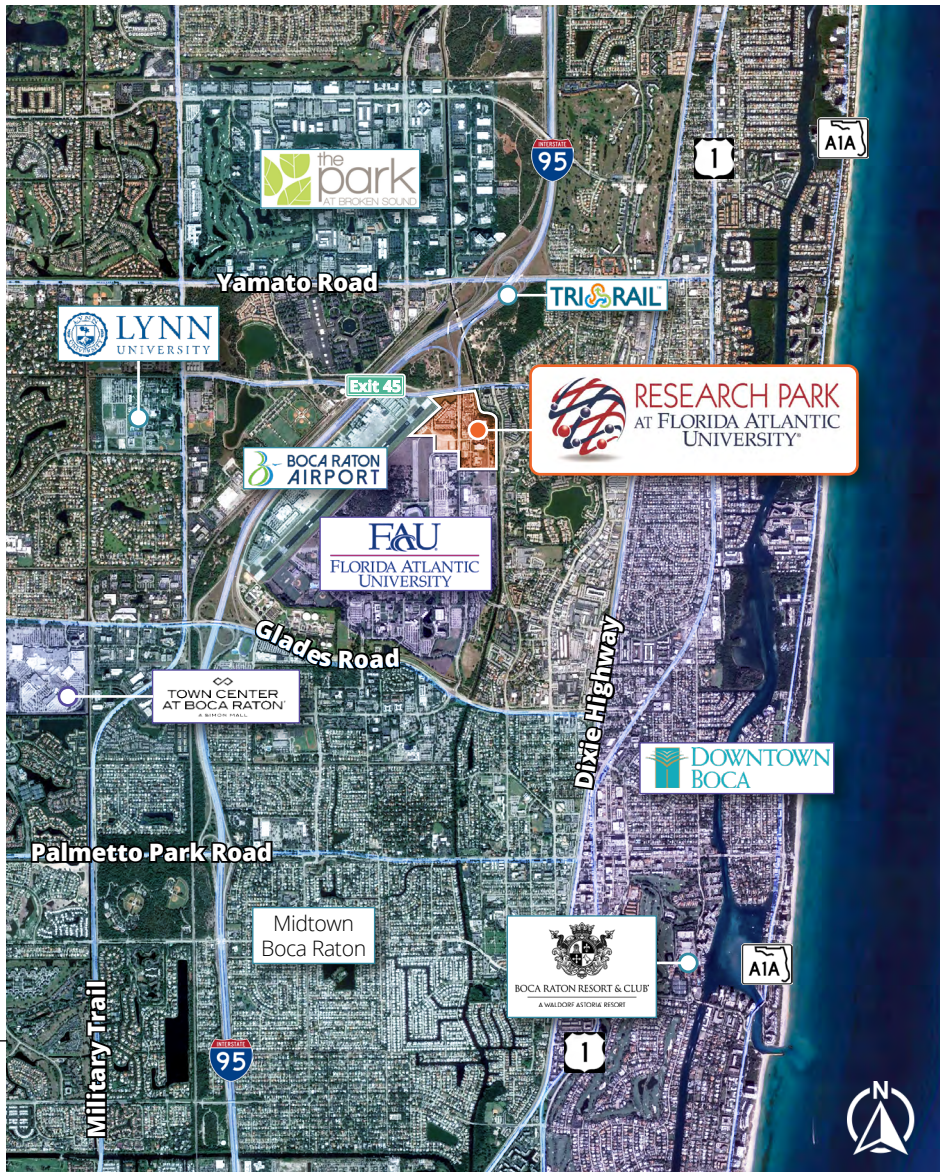 the
park
AT BROKEN SOUND
INTERSTATE
95
1
A1A
Yamato Road
TRI RAIL™
LYNN
UNIVERSITY
Exit 45
RESEARCH PARK
AT FLORIDA ATLANTIC
UNIVERSITY®
BOCA RATON
AIRPORT
FAU
FLORIDA ATLANTIC
UNIVERSITY
Glades Road
Dixie Highway
TOWN CENTER
AT BOCA RATON®
A SIMON MALL
DOWNTOWN
BOCA
Palmetto Park Road
Midtown
Boca Raton
BOCA RATON RESORT & CLUB®
A WALDORF ASTORIA RESORT
A1A
Military Trail
INTERSTATE
95
1
N